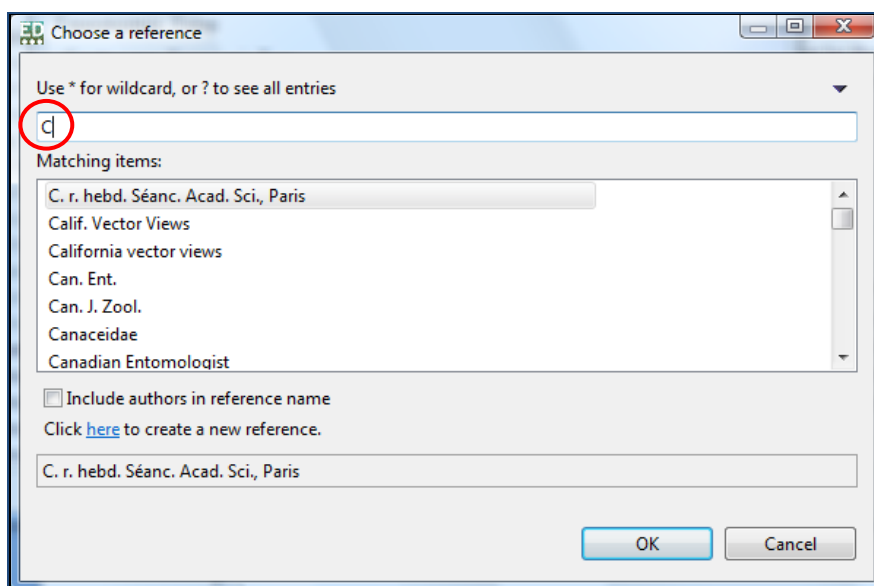 ED Choose a reference
Use * for wildcard, or ? to see all entries
C
Matching items:
C. r. hebd. Séanc. Acad. Sci., Paris
Calif. Vector Views
California vector views
Can. Ent.
Can. J. Zool.
Canaceidae
Canadian Entomologist
Include authors in reference name
Click here to create a new reference.
C. r. hebd. Séanc. Acad. Sci., Paris
OK Cancel